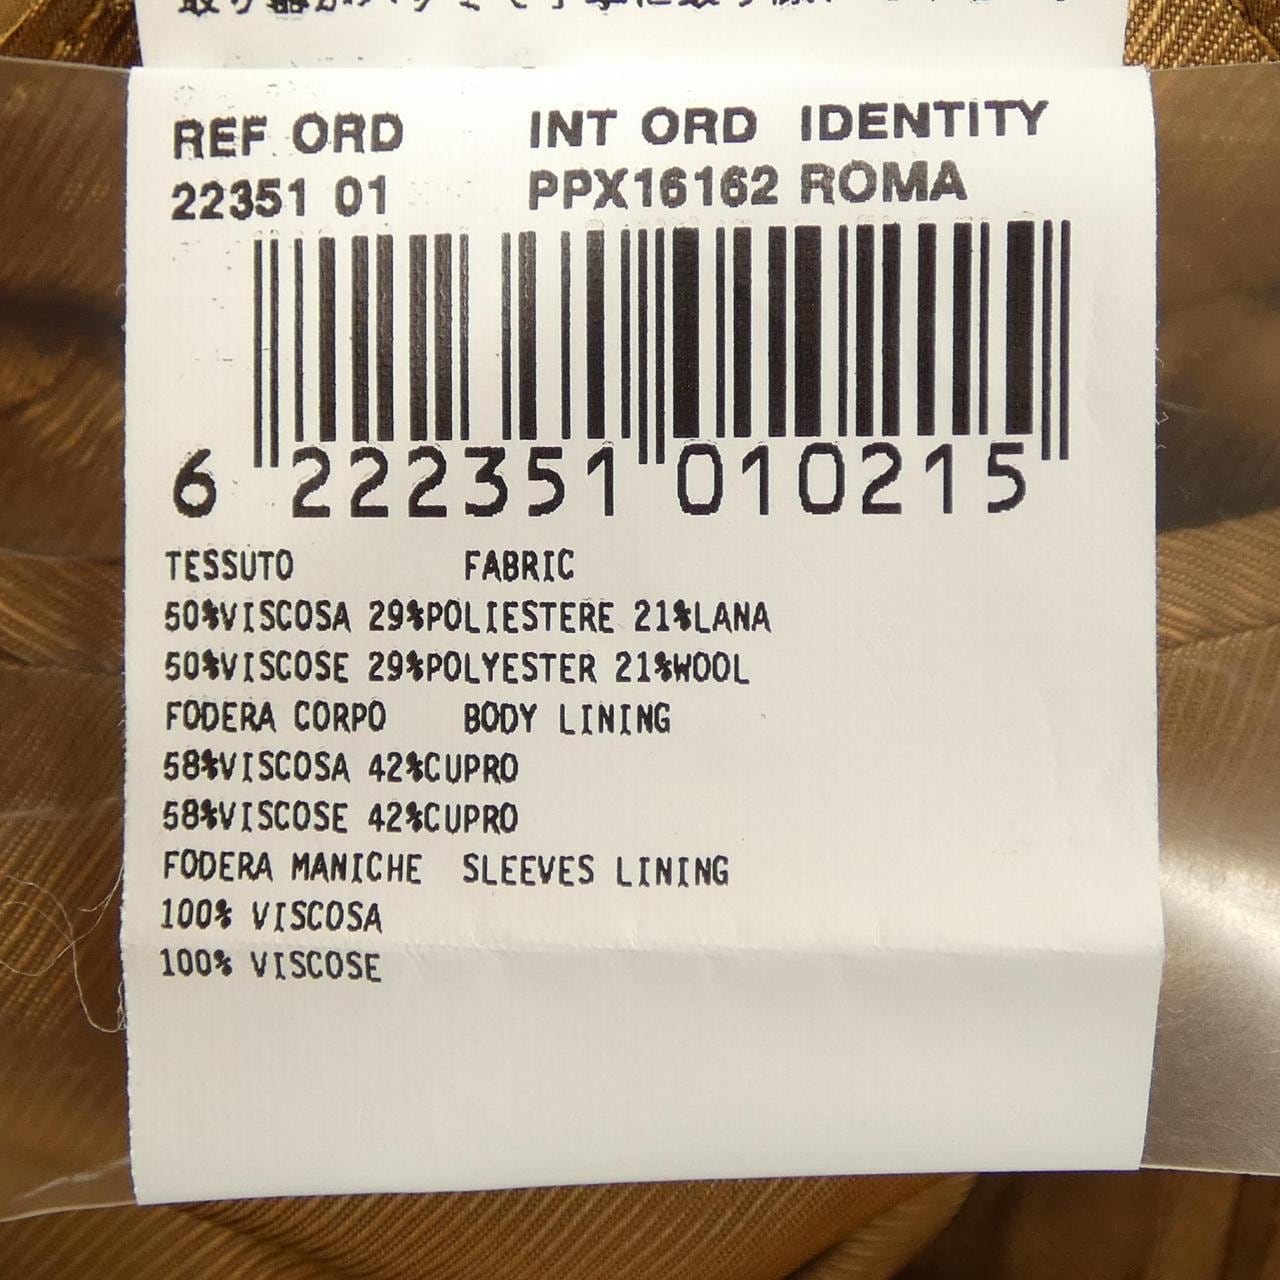 REF ORD INT ORD IDENTITY
22351 01 PPX16162 ROMA
6 222351 010215
TESSUTO FABRIC
50%VISCOSA 29%POLIESTERE 21%LANA
50%VISCOSE 29%POLYESTER 21%WOOL
FODERA CORPO BODY LINING
58%VISCOSA 42%CUPRO
58%VISCOSE 42%CUPRO
FODERA MANICHE SLEEVES LINING
100% VISCOSA
100% VISCOSE